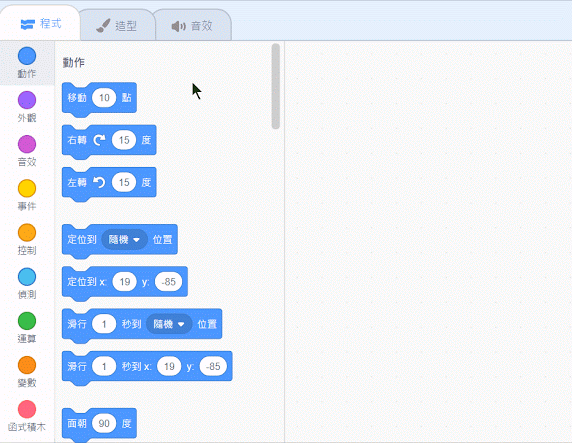 程式 造型 音效
動作
外觀
音效
事件
控制
偵測
運算
變數
函式積木
動作
移動 10 點
右轉 15 度
左轉 15 度
定位到 隨機 位置
定位到 x: 19 y: -85
滑行 1 秒到 隨機 位置
滑行 1 秒到 x: 19 y: -85
面朝 90 度